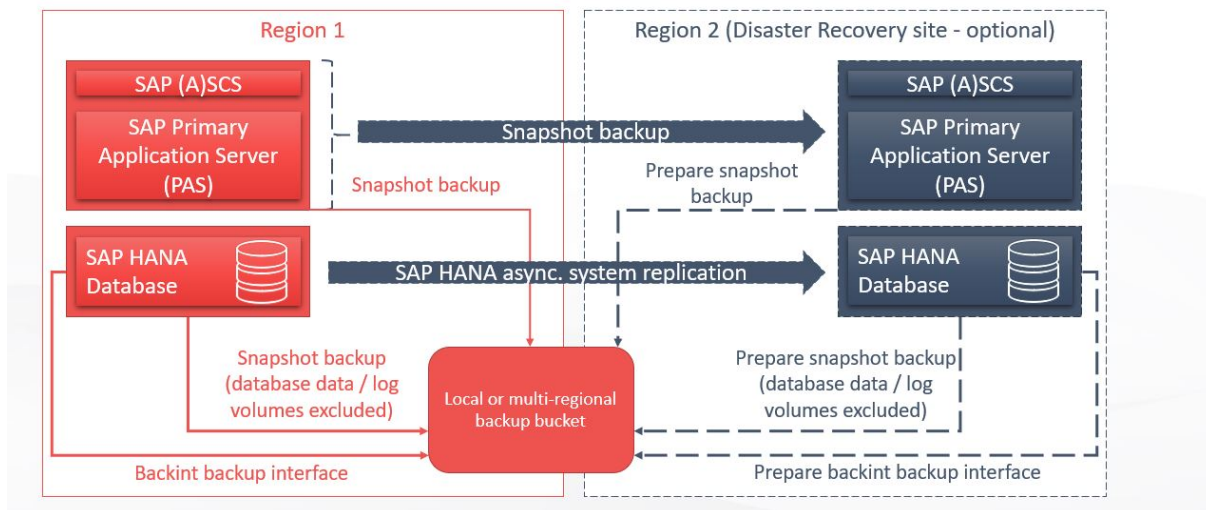 Region 1
SAP (A)SCS
SAP Primary
Application Server
(PAS)
Snapshot backup
SAP HANA
Database
Snapshot backup
(database data / log
volumes excluded)
Backint backup interface
Snapshot backup
SAP HANA async. system replication
Local or multi-regional
backup bucket
Region 2 (Disaster Recovery site - optional)
SAP (A)SCS
SAP Primary
Application Server
(PAS)
Prepare snapshot
backup
SAP HANA
Database
Prepare snapshot backup
(database data / log
volumes excluded)
Prepare backint backup interface